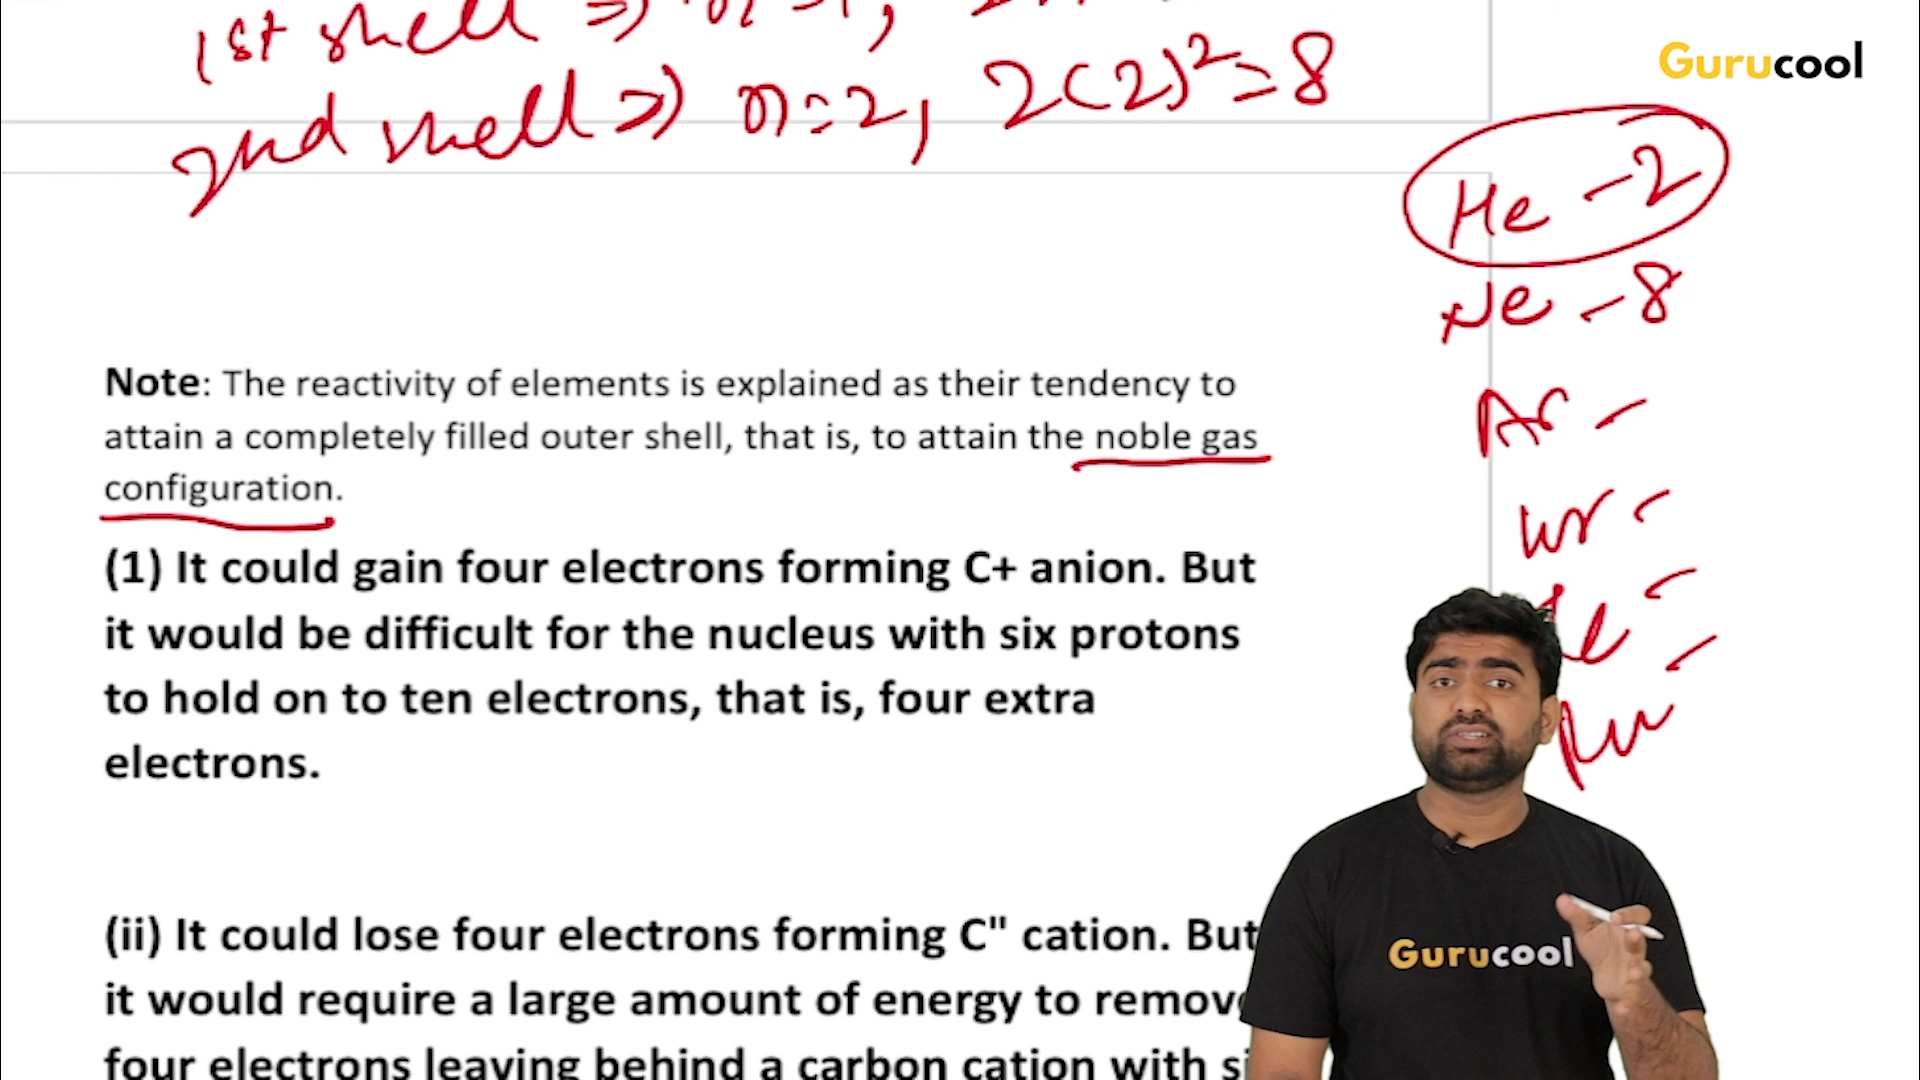 1st shell => n=1,
Gurucool
2nd shell => n=2, 2(2)²=8
He - 2
Ne - 8
Note: The reactivity of elements is explained as their tendency to
attain a completely filled outer shell, that is, to attain the noble gas
configuration.
Ar -
Kr -
(1) It could gain four electrons forming C+ anion. But
it would be difficult for the nucleus with six protons
to hold on to ten electrons, that is, four extra
electrons.
Gurucool
(ii) It could lose four electrons forming C" cation. But
it would require a large amount of energy to remove
four electrons leaving behind a carbon cation with si